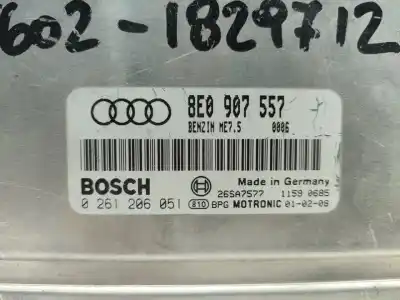 602-1829712
8E0 907 557
BENZIN ME7.5 0006
BOSCH
Made in Germany
26SA7577 1159 0685
0 261 206 051 810 BPG MOTRONIC 01-02-08